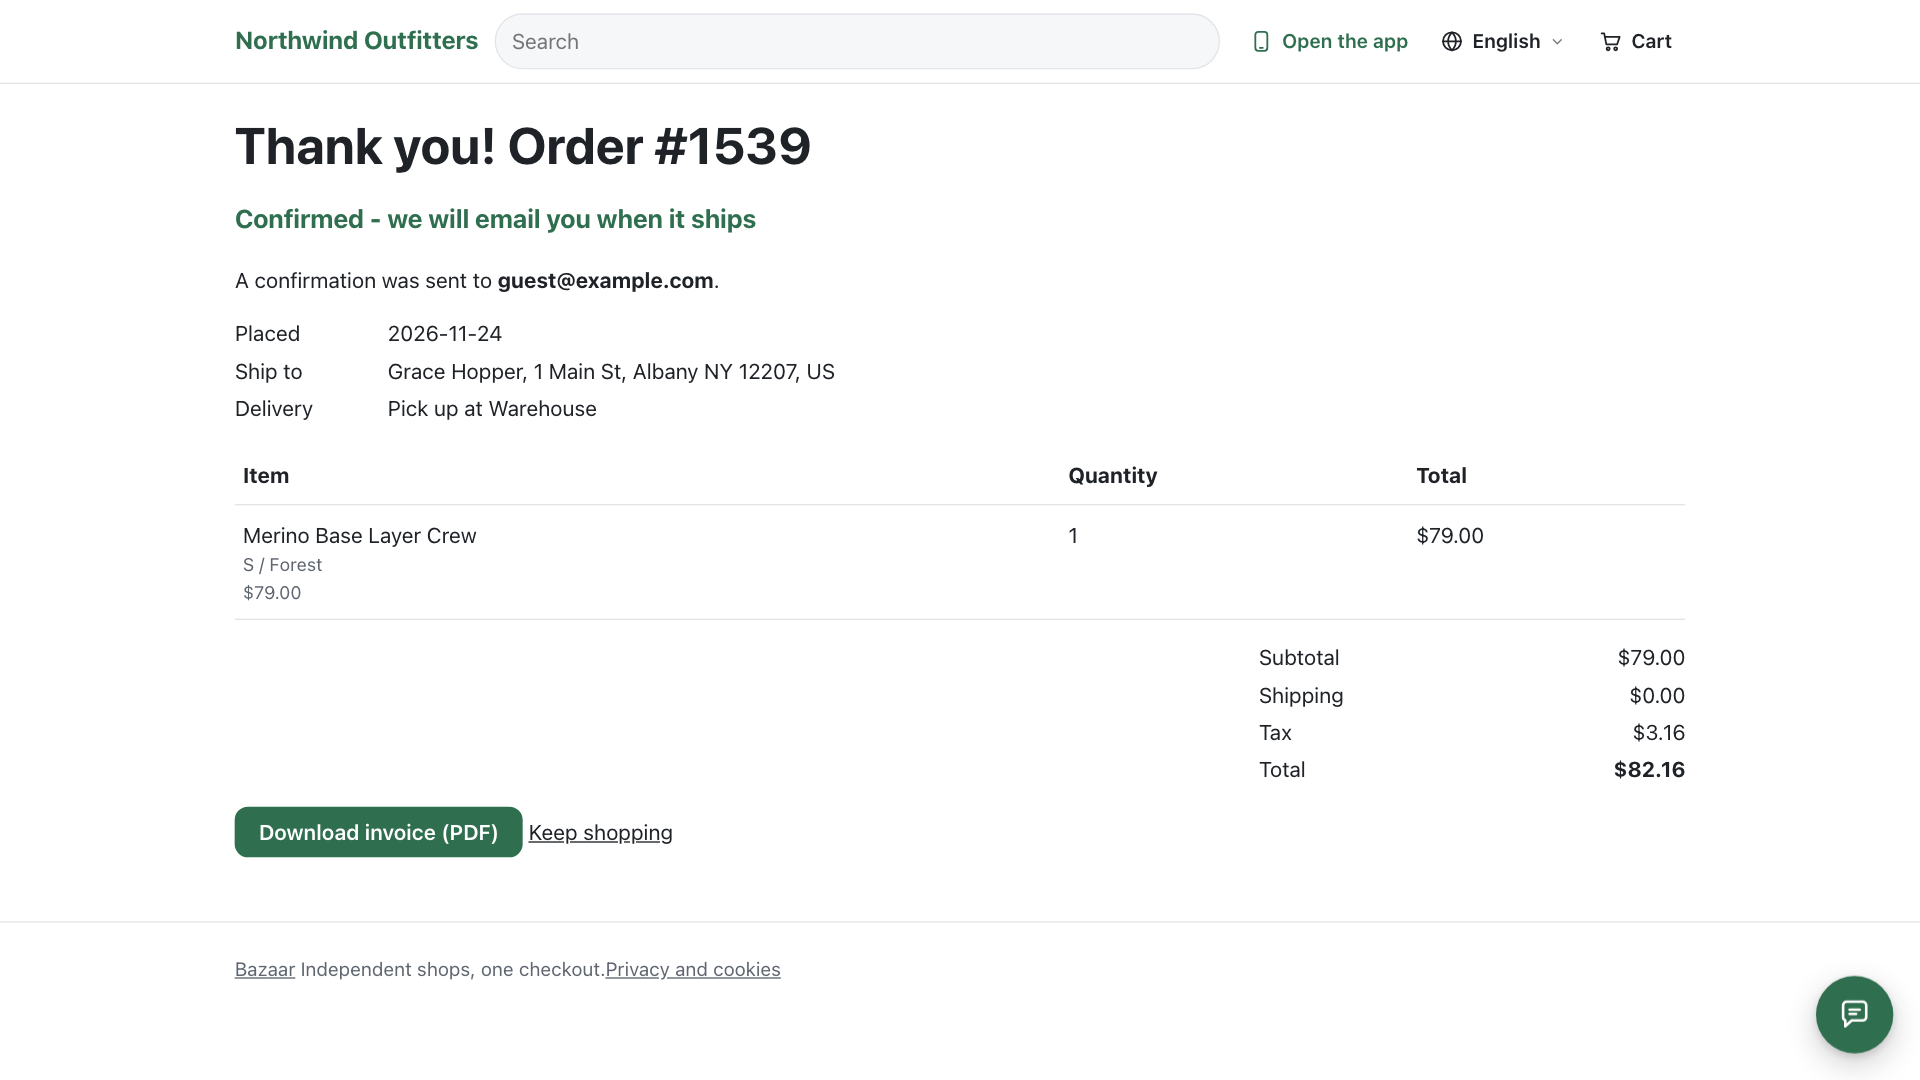 Northwind Outfitters
Search
Open the app
English
Cart
Thank you! Order #1539
Confirmed - we will email you when it ships
A confirmation was sent to guest@example.com.
Placed 2026-11-24
Ship to Grace Hopper, 1 Main St, Albany NY 12207, US
Delivery Pick up at Warehouse
Item Quantity Total
Merino Base Layer Crew 1 $79.00
S / Forest
$79.00
Subtotal $79.00
Shipping $0.00
Tax $3.16
Total $82.16
Download invoice (PDF) Keep shopping
Bazaar Independent shops, one checkout.Privacy and cookies